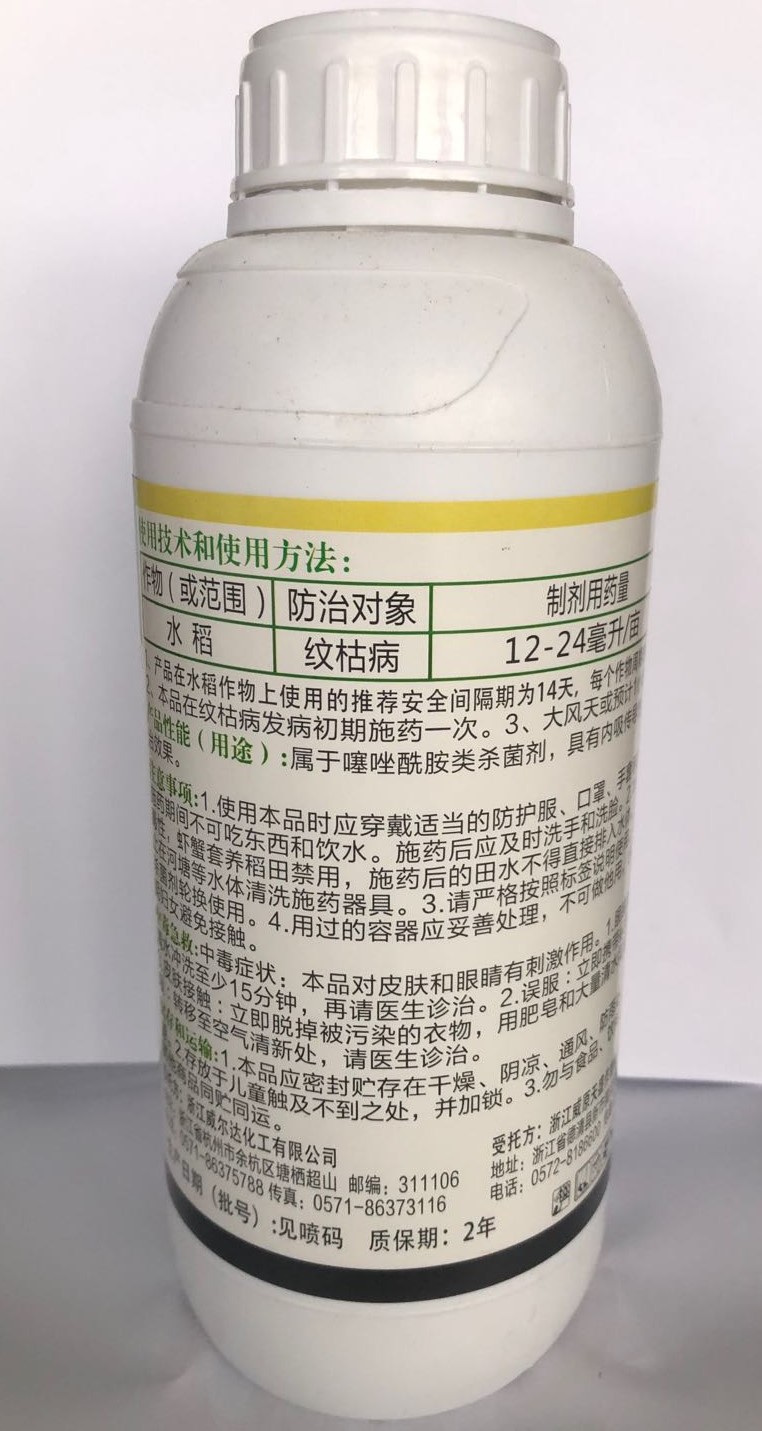 使用技术和使用方法：
作物（或范围） 防治对象 制剂用药量
水稻 纹枯病 12-24毫升/亩
1、产品在水稻作物上使用的推荐安全间隔期为14天，每个作物周
2、本品在纹枯病发病初期施药一次。3、大风天或预计
产品性能（用途）:属于噻唑酰胺类杀菌剂，具有内吸传
治效果。
注意事项:1.使用本品时应穿戴适当的防护服、口罩、手
施药期间不可吃东西和饮水。施药后应及时洗手和洗脸。
毒性，虾蟹套养稻田禁用，施药后的田水不得直接排入水
在河塘等水体清洗施药器具。3.请严格按照标签说明使
菌剂轮换使用。4.用过的容器应妥善处理，不可做他用
妇女避免接触。
急救:中毒症状：本品对皮肤和眼睛有刺激作用。1.
冲洗至少15分钟，再请医生诊治。2.误服：立即携
皮肤接触：立即脱掉被污染的衣物，用肥皂和大量清水
转移至空气清新处，请医生诊治。
和运输:1.本品应密封贮存在干燥、阴凉、通风、防
2.存放于儿童触及不到之处，并加锁。3.勿与食品、
商品同贮同运。
浙江威尔达化工有限公司
浙江省杭州市余杭区塘栖超山 邮编：311106
0571-86375788 传真：0571-86373116
产日期（批号）:见喷码 质保期：2年
受托方：浙江威原天盛
地址：浙江省德清县新市
电话：0572-8186600